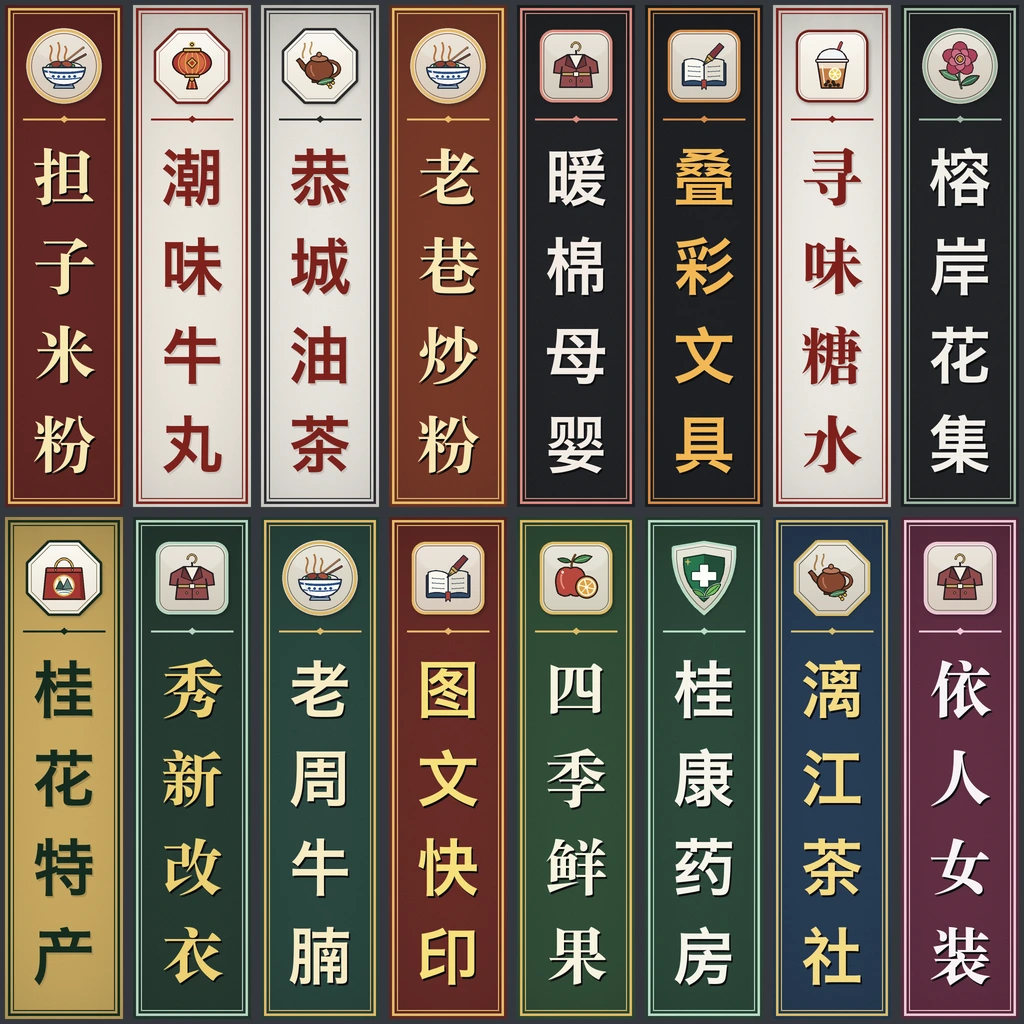 担子米粉
潮味牛丸
恭城油茶
老巷炒粉
暖棉母婴
叠彩文具
寻味糖水
榕岸花集
桂花特产
秀新改衣
老周牛腩
图文快印
四季鲜果
桂康药房
漓江茶社
依人女装